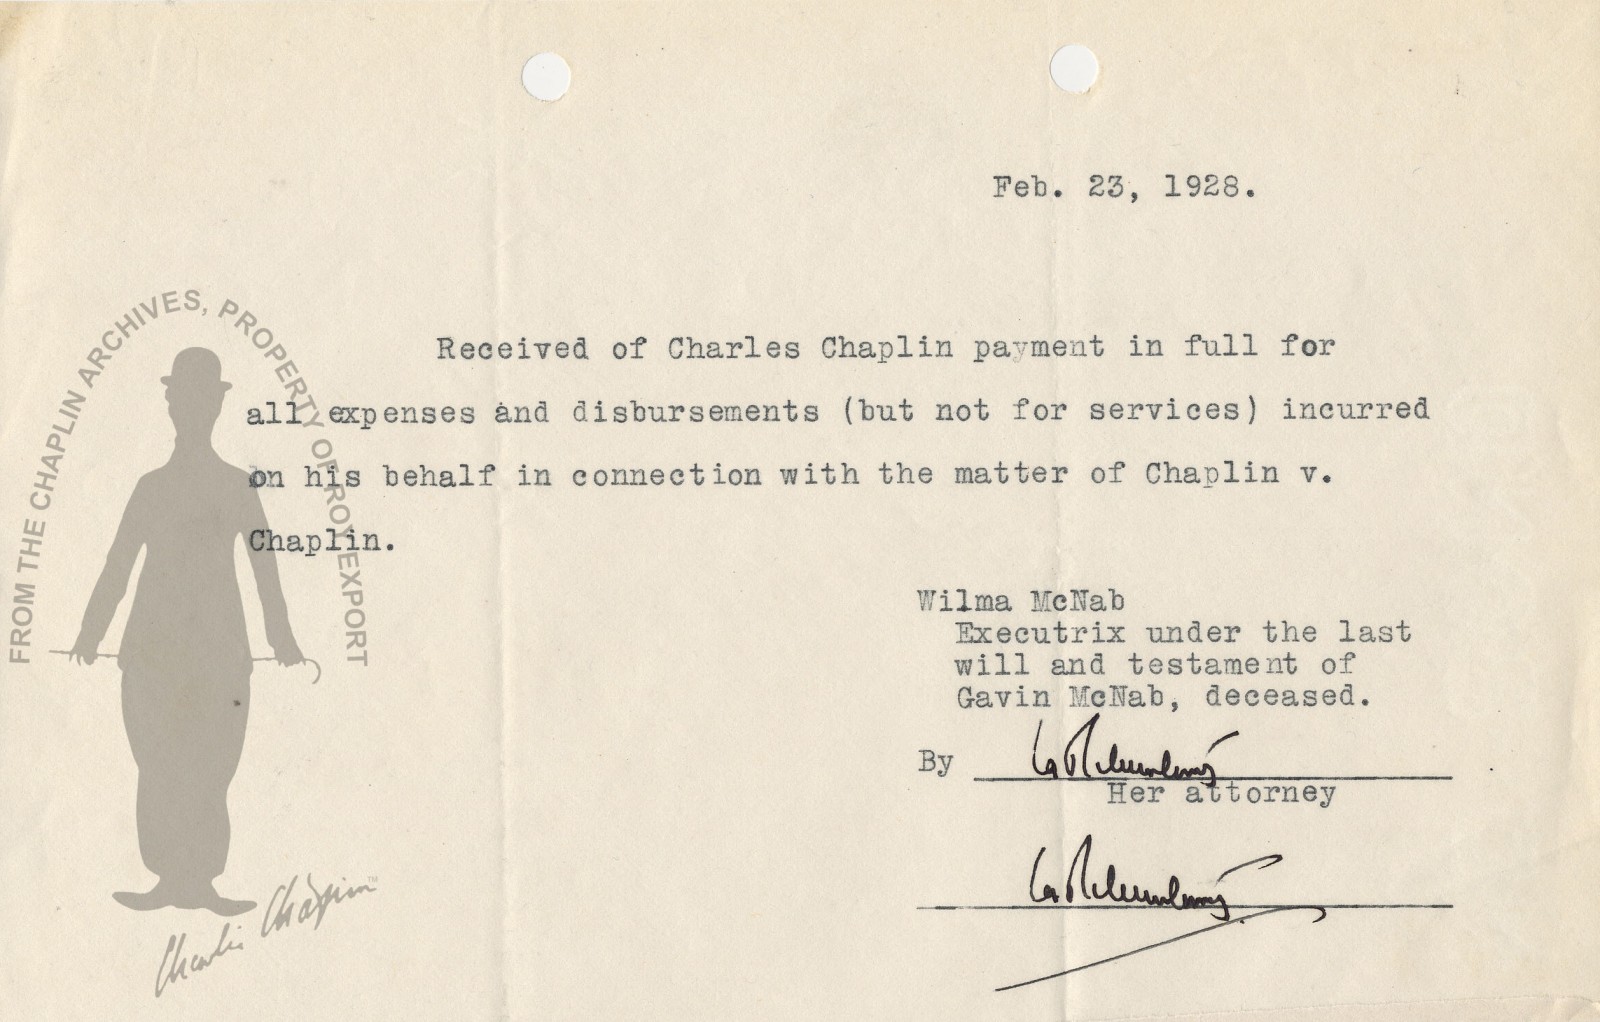 Feb. 23, 1928.
Received of Charles Chaplin payment in full for
all expenses and disbursements (but not for services) incurred
on his behalf in connection with the matter of Chaplin v.
Chaplin.
Wilma McNab
Executrix under the last
will and testament of
Gavin McNab, deceased.
By
Her attorney
FROM THE CHAPLIN ARCHIVES, PROPERTY OF ROY EXPORT
Charlie Chaplin™